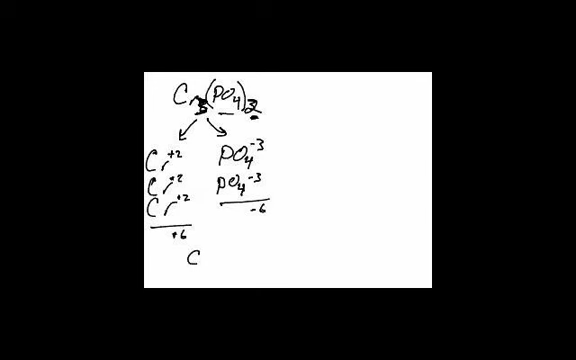 Cr₃(PO₄)₂
Cr⁺² PO₄⁻³
Cr⁺² PO₄⁻³
Cr⁺² -6
+6
C